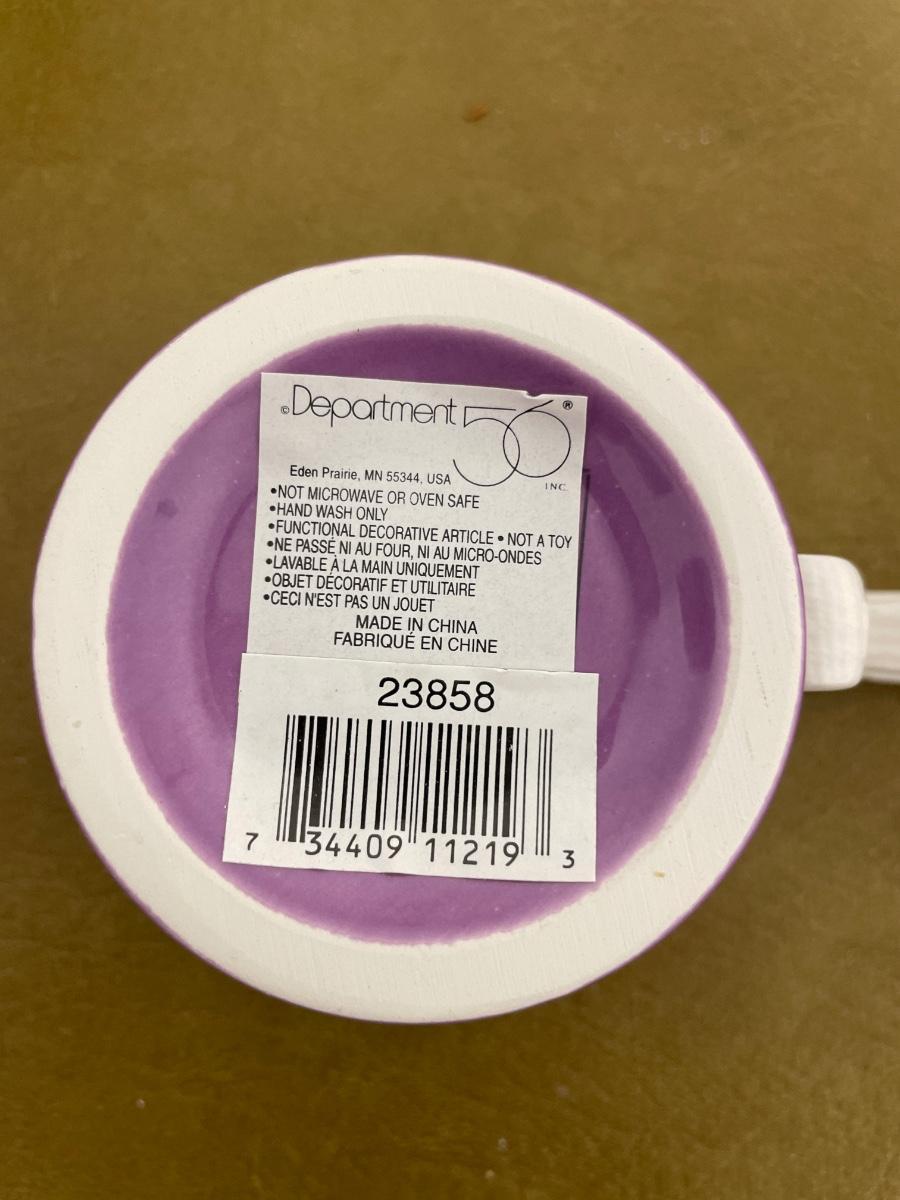 ©Department 56®
INC.
Eden Prairie, MN 55344, USA
•NOT MICROWAVE OR OVEN SAFE
•HAND WASH ONLY
•FUNCTIONAL DECORATIVE ARTICLE • NOT A TOY
•NE PASSÉ NI AU FOUR, NI AU MICRO-ONDES
•LAVABLE À LA MAIN UNIQUEMENT
•OBJET DÉCORATIF ET UTILITAIRE
•CECI N'EST PAS UN JOUET
MADE IN CHINA
FABRIQUÉ EN CHINE
23858
7 34409 11219 3